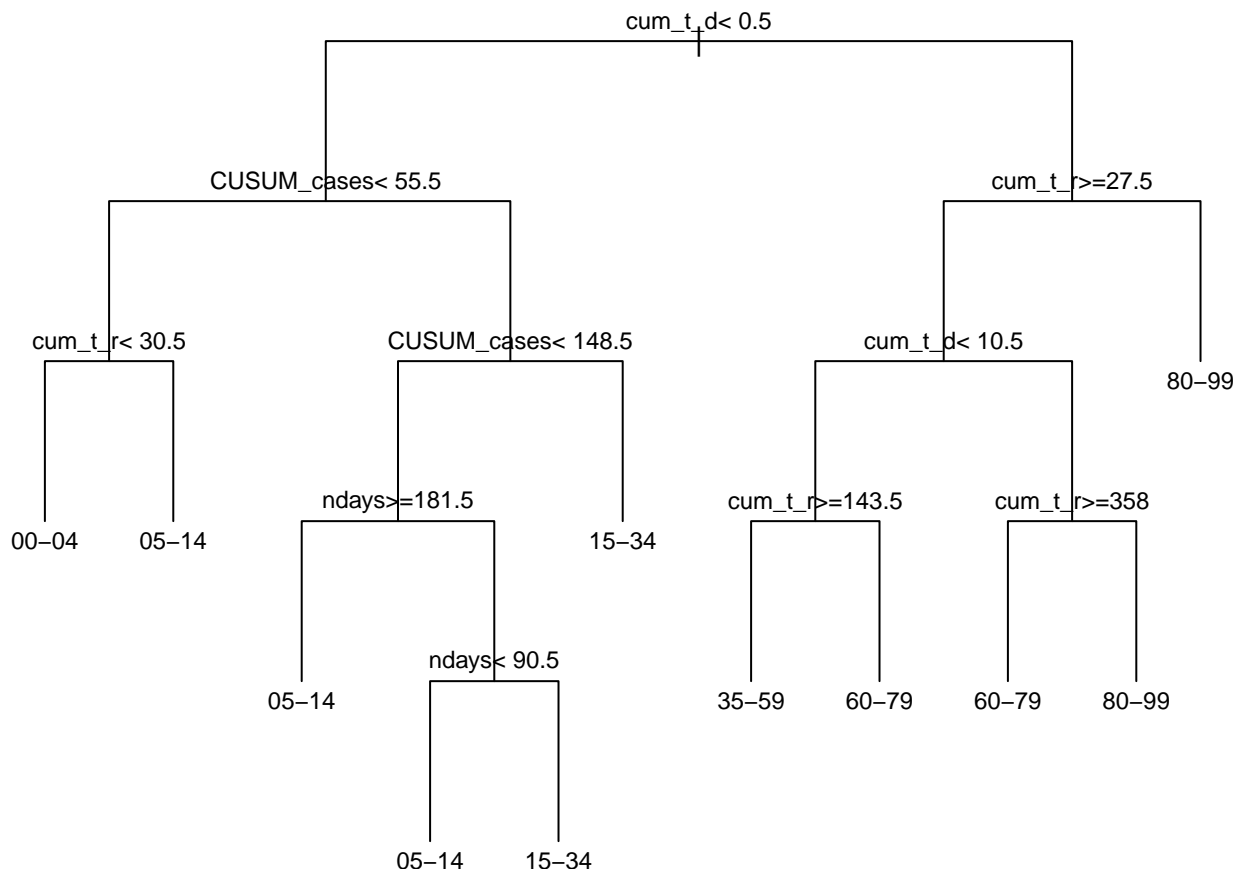 cum_t_d< 0.5
CUSUM_cases< 55.5
cum_t_r>=27.5
cum_t_r< 30.5
CUSUM_cases< 148.5
cum_t_d< 10.5
80−99
ndays>=181.5
cum_t_r>=143.5
cum_t_r>=358
00−04
05−14
15−34
ndays< 90.5
05−14
35−59
60−79
60−79
80−99
05−14
15−34